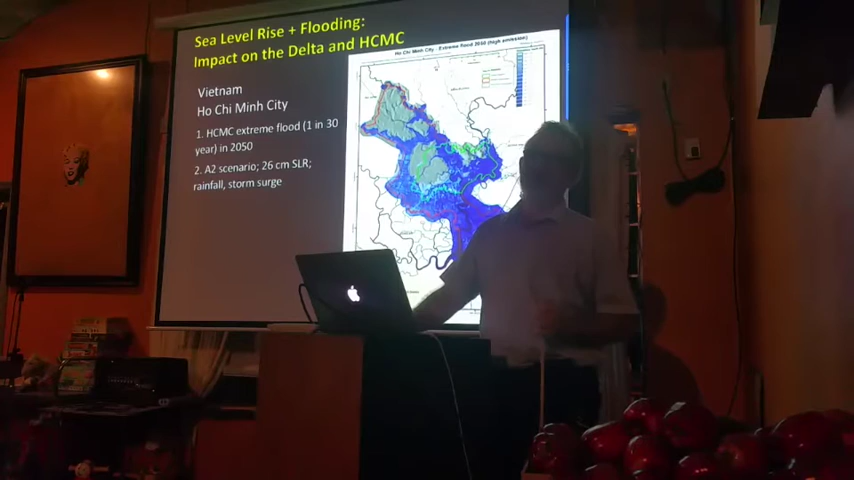 Sea Level Rise + Flooding:
Impact on the Delta and HCMC
Ho Chi Minh City - Extreme flood 2050 (high emission)
Vietnam
Ho Chi Minh City
1. HCMC extreme flood (1 in 30
year) in 2050
2. A2 scenario; 26 cm SLR;
rainfall, storm surge